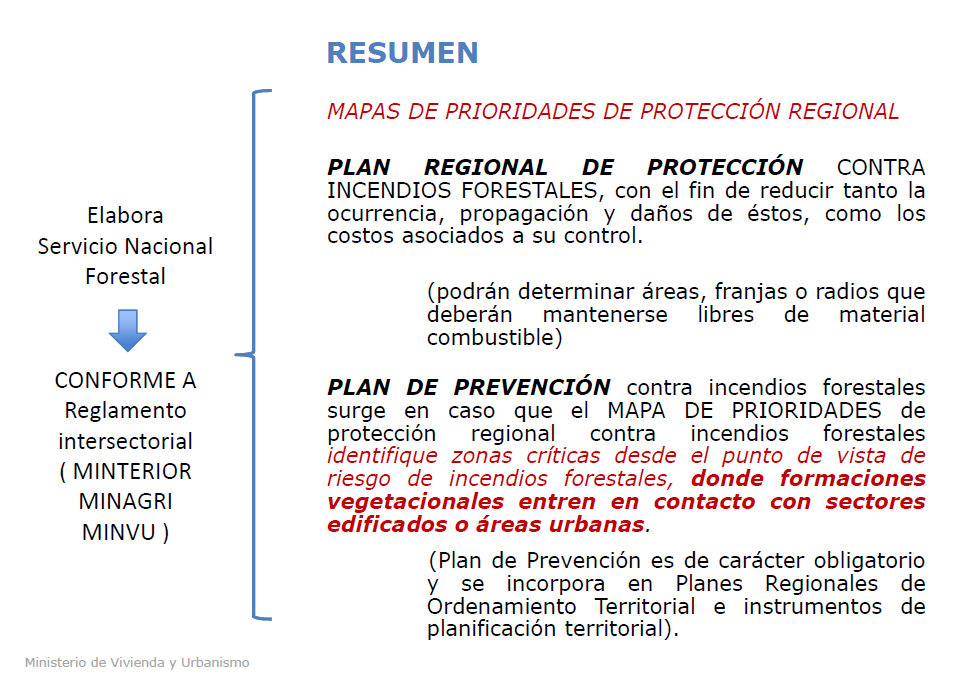 RESUMEN
MAPAS DE PRIORIDADES DE PROTECCIÓN REGIONAL
PLAN REGIONAL DE PROTECCIÓN CONTRA
INCENDIOS FORESTALES, con el fin de reducir tanto la
ocurrencia, propagación y daños de éstos, como los
costos asociados a su control.
(podrán determinar áreas, franjas o radios que
deberán mantenerse libres de material
combustible)
PLAN DE PREVENCIÓN contra incendios forestales
surge en caso que el MAPA DE PRIORIDADES de
protección regional contra incendios forestales
identifique zonas críticas desde el punto de vista de
riesgo de incendios forestales, donde formaciones
vegetacionales entren en contacto con sectores
edificados o áreas urbanas.
(Plan de Prevención es de carácter obligatorio
y se incorpora en Planes Regionales de
Ordenamiento Territorial e instrumentos de
planificación territorial).
Elabora
Servicio Nacional
Forestal
CONFORME A
Reglamento
intersectorial
( MINTERIOR
MINAGRI
MINVU )
Ministerio de Vivienda y Urbanismo